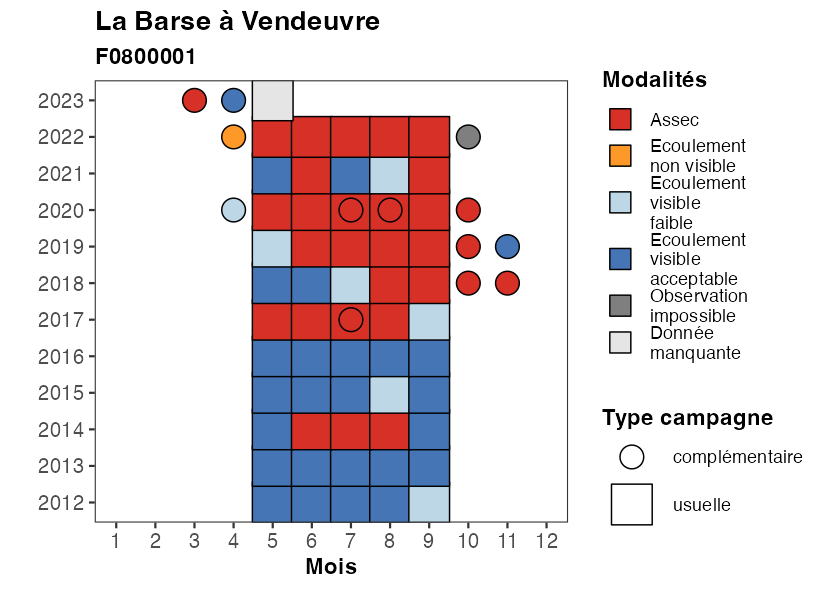 La Barse à Vendeuvre
F0800001
2023
2022
2021
2020
2019
2018
2017
2016
2015
2014
2013
2012
1 2 3 4 5 6 7 8 9 10 11 12
Mois
Modalités
Assec
Ecoulement
non visible
Ecoulement
visible
faible
Ecoulement
visible
acceptable
Observation
impossible
Donnée
manquante
Type campagne
complémentaire
usuelle